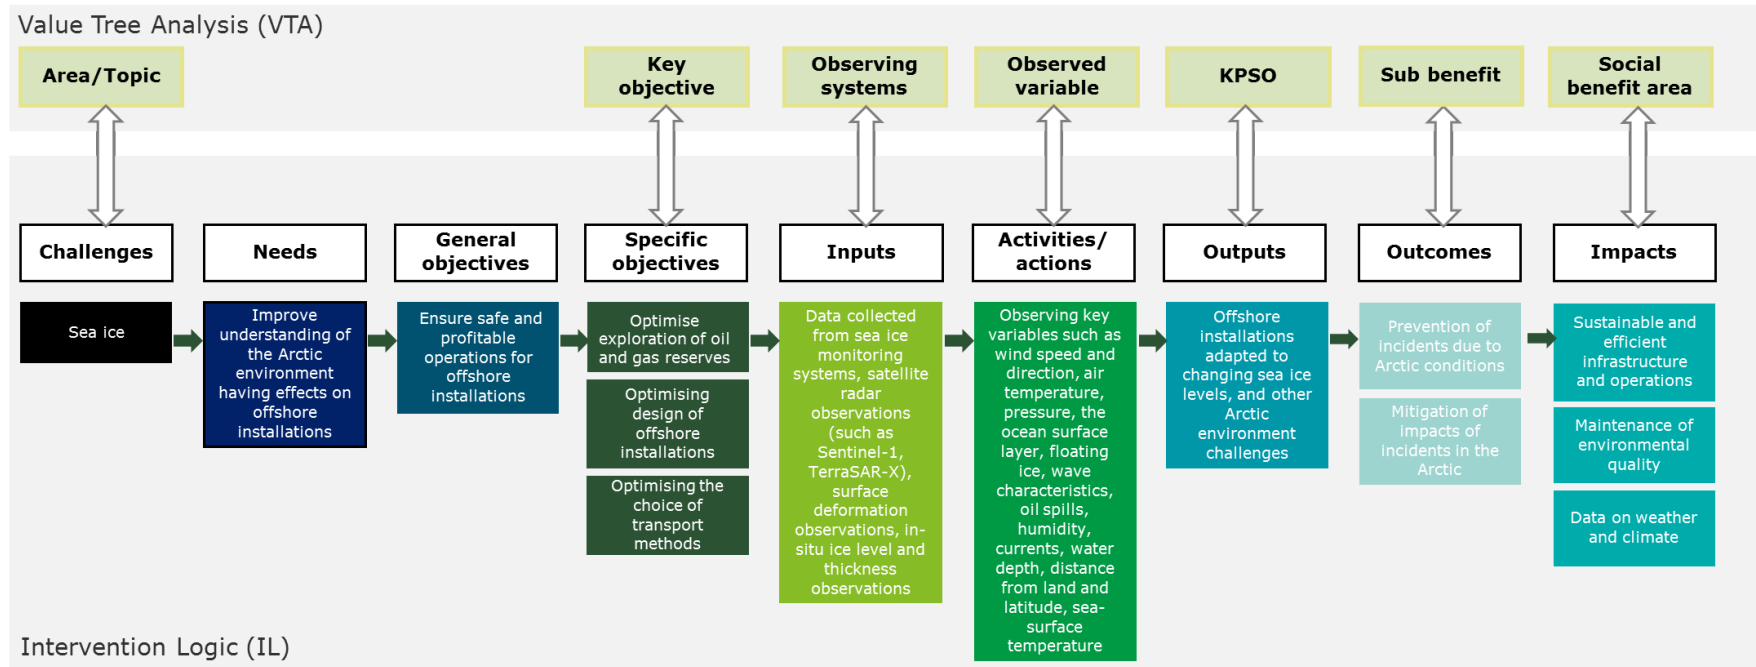 Value Tree Analysis (VTA)
Area/Topic
Key
objective
Observing
systems
Observed
variable
KPSO
Sub benefit
Social
benefit area
Challenges
Needs
General
objectives
Specific
objectives
Inputs
Activities/
actions
Outputs
Outcomes
Impacts
Sea ice
Improve
understanding of
the Arctic
environment
having effects on
offshore
installations
Ensure safe and
profitable
operations for
offshore
installations
Optimise
exploration of oil
and gas reserves
Optimising
design of
offshore
installations
Optimising the
choice of
transport
methods
Data collected
from sea ice
monitoring
systems, satellite
radar
observations
(such as
Sentinel-1,
TerraSAR-X),
surface
deformation
observations, in-
situ ice level and
thickness
observations
Observing key
variables such as
wind speed and
direction, air
temperature,
pressure, the
ocean surface
layer, floating
ice, wave
characteristics,
oil spills,
humidity,
currents, water
depth, distance
from land and
latitude, sea-
surface
temperature
Offshore
installations
adapted to
changing sea ice
levels, and other
Arctic
environment
challenges
Prevention of
incidents due to
Arctic conditions
Mitigation of
impacts of
incidents in the
Arctic
Sustainable and
efficient
infrastructure
and operations
Maintenance of
environmental
quality
Data on weather
and climate
Intervention Logic (IL)